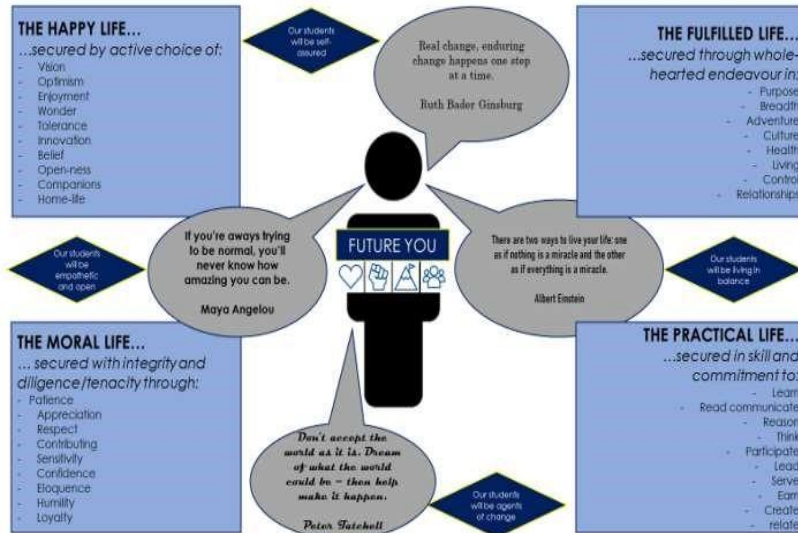 THE HAPPY LIFE...
...secured by active choice of:
- Vision
- Optimism
- Enjoyment
- Wonder
- Tolerance
- Innovation
- Belief
- Open-ness
- Companions
- Home-life
Our students
will be self-
assured
Real change, enduring
change happens one step
at a time.
Ruth Bader Ginsburg
THE FULFILLED LIFE...
...secured through whole-
hearted endeavour in:
- Purpose
- Breadth
- Adventure
- Culture
- Health
- Living
- Control
- Relationships
Our students
will be
empathetic
and open
If you're aways trying
to be normal, you'll
never know how
amazing you can be.
Maya Angelou
FUTURE YOU
There are two ways to live your life: one
as if nothing is a miracle and the other
as if everything is a miracle.
Albert Einstein
Our students
will be living in
balance
THE MORAL LIFE...
... secured with integrity and
diligence/tenacity through:
- Patience
- Appreciation
- Respect
- Contributing
- Sensitivity
- Confidence
- Eloquence
- Humility
- Loyalty
Don't accept the
world as it is. Dream
of what the world
could be – then help
make it happen.
Peter Tatchell
Our students
will be agents
of change
THE PRACTICAL LIFE...
...secured in skill and
commitment to:
- Learn
- Read communicate
- Reason
- Think
- Participate
- Lead
- Serve
- Earn
- Create
- relate